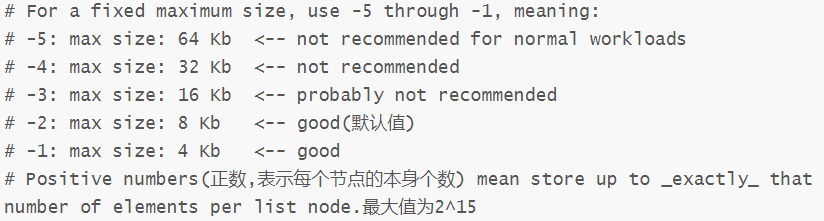 # For a fixed maximum size, use -5 through -1, meaning:
# -5: max size: 64 Kb  <-- not recommended for normal workloads
# -4: max size: 32 Kb  <-- not recommended
# -3: max size: 16 Kb  <-- probably not recommended
# -2: max size: 8 Kb   <-- good(默认值)
# -1: max size: 4 Kb   <-- good
# Positive numbers(正数,表示每个节点的本身个数) mean store up to _exactly_ that
number of elements per list node.最大值为2^15